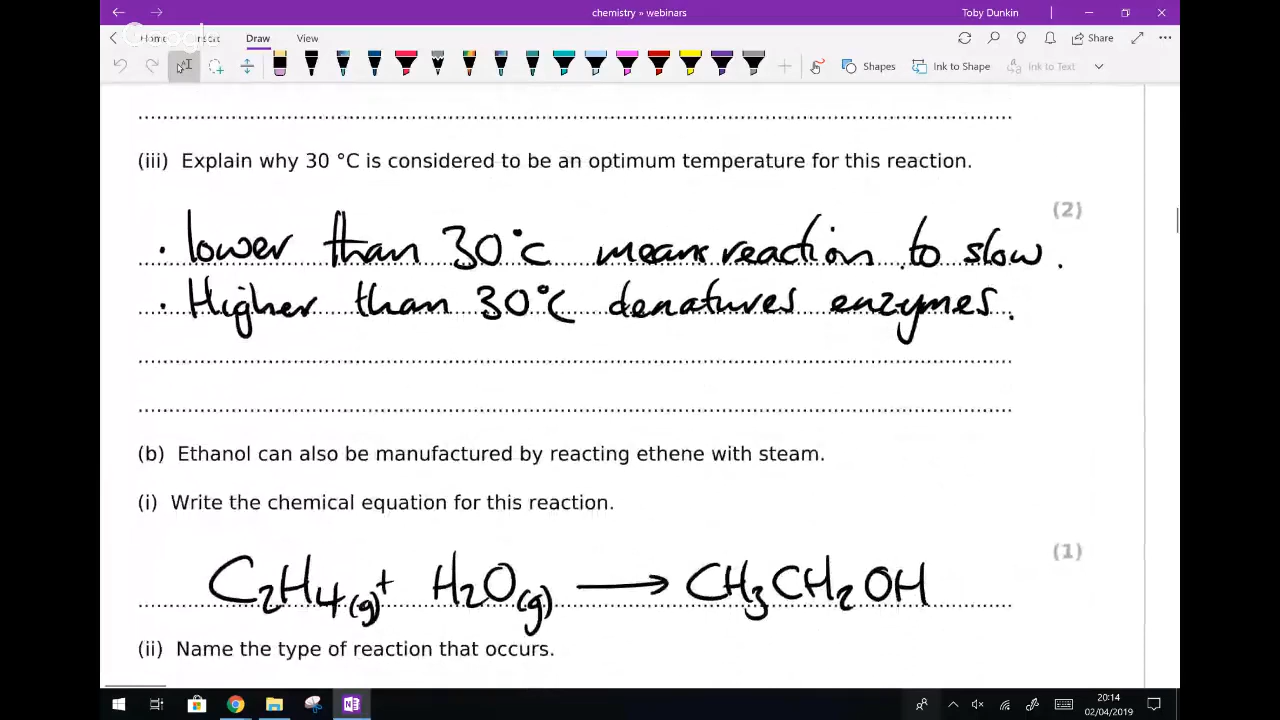 chemistry » webinars
Toby Dunkin
Home Insert Draw View
Share
Shapes
Ink to Shape
Ink to Text
(iii) Explain why 30 °C is considered to be an optimum temperature for this reaction.
(2)
· lower than 30°c means reaction to slow.
· Higher than 30°C denatures enzymes.
(b) Ethanol can also be manufactured by reacting ethene with steam.
(i) Write the chemical equation for this reaction.
(1)
C₂H₄(g) + H₂O(g) ⟶ CH₃CH₂OH
(ii) Name the type of reaction that occurs.
20:14
02/04/2019